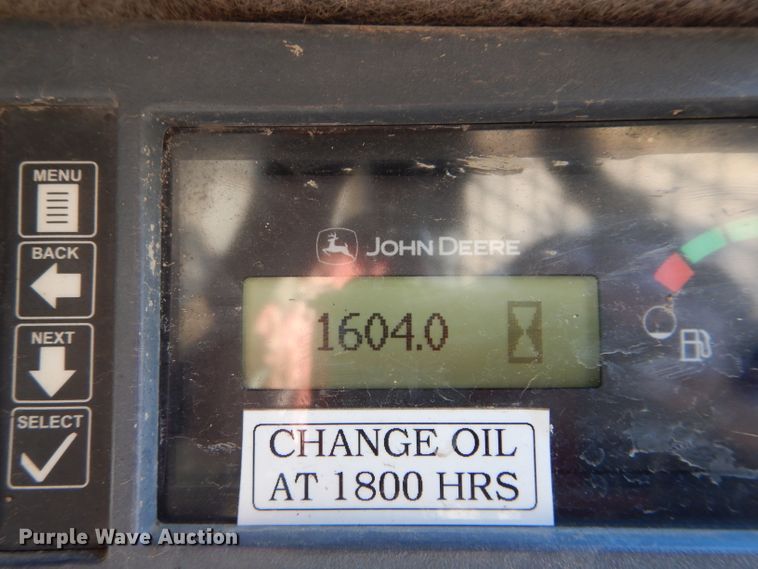 MENU
BACK
NEXT
SELECT
JOHN DEERE
1604.0
CHANGE OIL
AT 1800 HRS
Purple Wave Auction